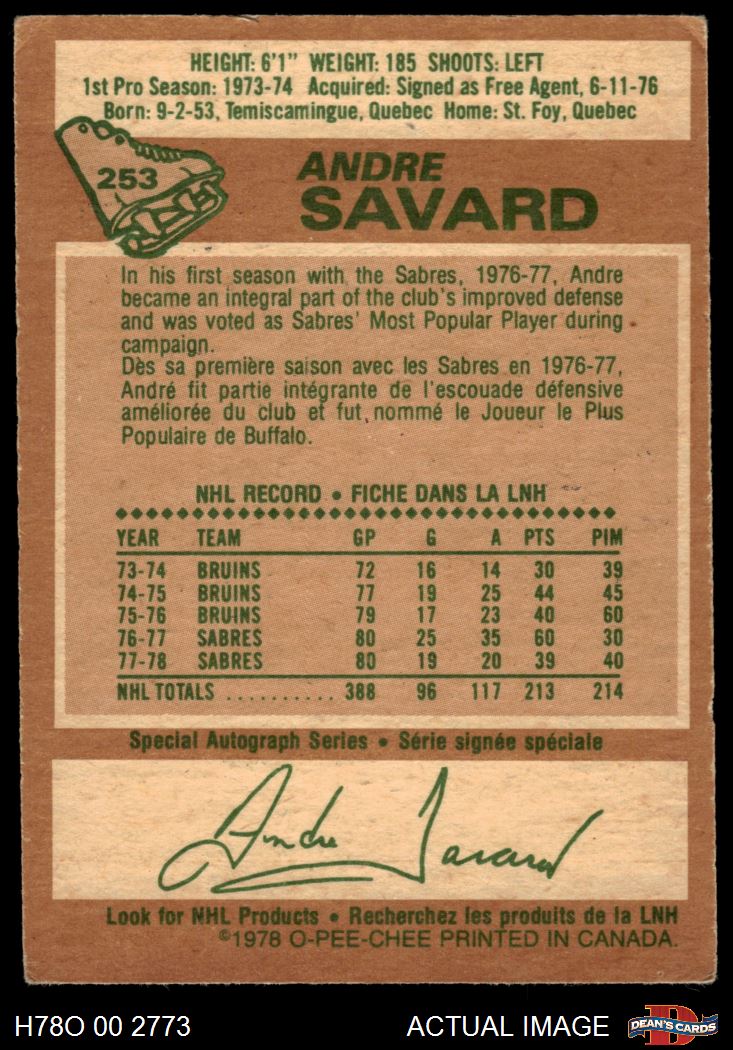 HEIGHT: 6'1" WEIGHT: 185 SHOOTS: LEFT
1st Pro Season: 1973-74 Acquired: Signed as Free Agent, 6-11-76
Born: 9-2-53, Temiscamingue, Quebec Home: St. Foy, Quebec
253
ANDRE
SAVARD
In his first season with the Sabres, 1976-77, Andre
became an integral part of the club's improved defense
and was voted as Sabres' Most Popular Player during
campaign.
Dès sa première saison avec les Sabres en 1976-77,
André fit partie intégrante de l'escouade défensive
améliorée du club et fut nommé le Joueur le Plus
Populaire de Buffalo.
NHL RECORD • FICHE DANS LA LNH
YEAR TEAM GP G A PTS PIM
73-74 BRUINS 72 16 14 30 39
74-75 BRUINS 77 19 25 44 45
75-76 BRUINS 79 17 23 40 60
76-77 SABRES 80 25 35 60 30
77-78 SABRES 80 19 20 39 40
NHL TOTALS .......... 388 96 117 213 214
Special Autograph Series • Série signée spéciale
Andre Savard
Look for NHL Products • Recherchez les produits de la LNH
©1978 O-PEE-CHEE PRINTED IN CANADA.
H78O 00 2773 ACTUAL IMAGE D DEAN'S CARDS